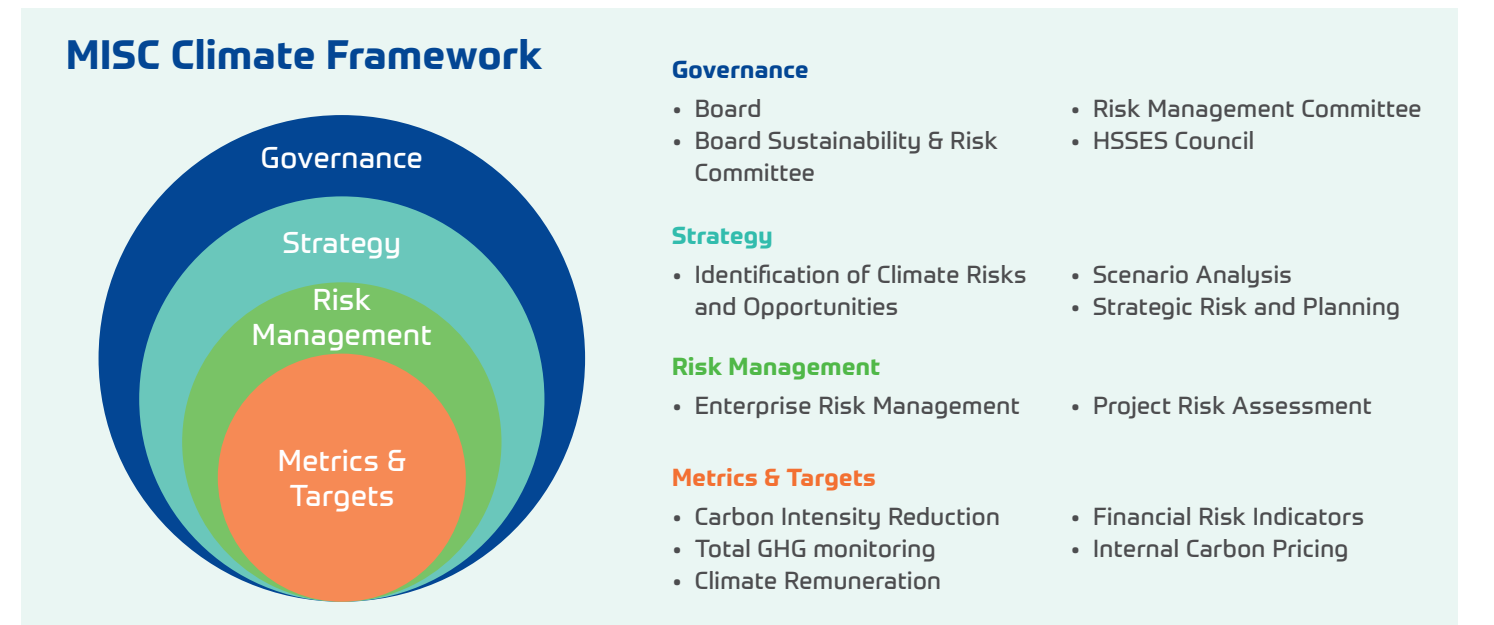 MISC Climate Framework
Governance
Strategy
Risk
Management
Metrics &
Targets
Governance
• Board
• Board Sustainability & Risk
Committee
• Risk Management Committee
• HSSES Council
Strategy
• Identification of Climate Risks
and Opportunities
• Scenario Analysis
• Strategic Risk and Planning
Risk Management
• Enterprise Risk Management
• Project Risk Assessment
Metrics & Targets
• Carbon Intensity Reduction
• Total GHG monitoring
• Climate Remuneration
• Financial Risk Indicators
• Internal Carbon Pricing